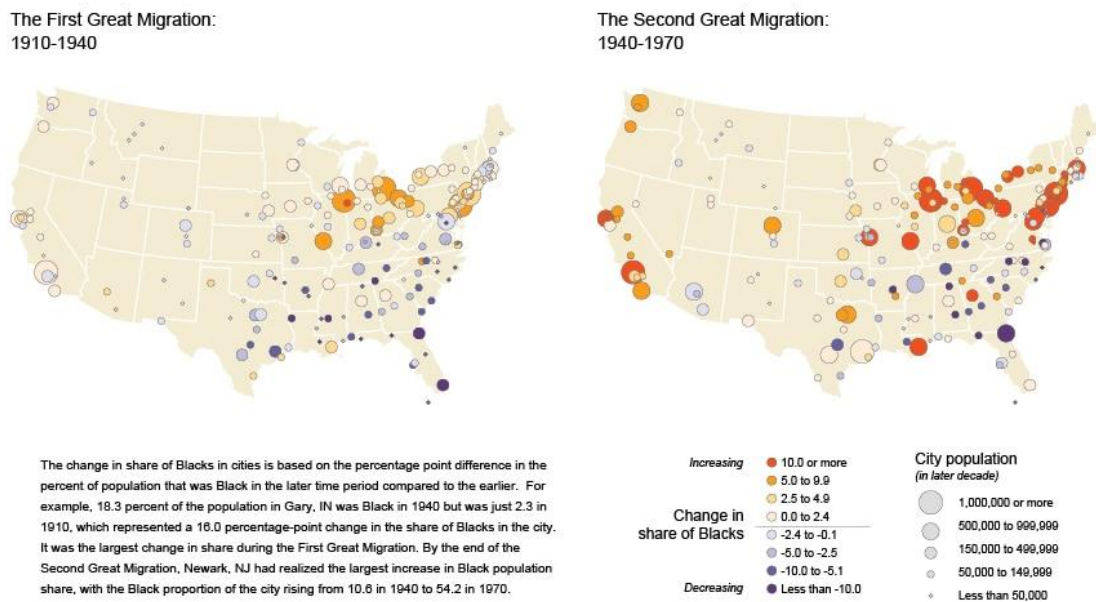 The First Great Migration:
1910-1940
The Second Great Migration:
1940-1970
The change in share of Blacks in cities is based on the percentage point difference in the
percent of population that was Black in the later time period compared to the earlier. For
example, 18.3 percent of the population in Gary, IN was Black in 1940 but was just 2.3 in
1910, which represented a 16.0 percentage-point change in the share of Blacks in the city.
It was the largest change in share during the First Great Migration. By the end of the
Second Great Migration, Newark, NJ had realized the largest increase in Black population
share, with the Black proportion of the city rising from 10.6 in 1940 to 54.2 in 1970.
Change in
share of Blacks
Increasing
10.0 or more
5.0 to 9.9
2.5 to 4.9
0.0 to 2.4
-2.4 to -0.1
-5.0 to -2.5
-10.0 to -5.1
Decreasing
Less than -10.0
City population
(in later decade)
1,000,000 or more
500,000 to 999,999
150,000 to 499,999
50,000 to 149,999
Less than 50,000